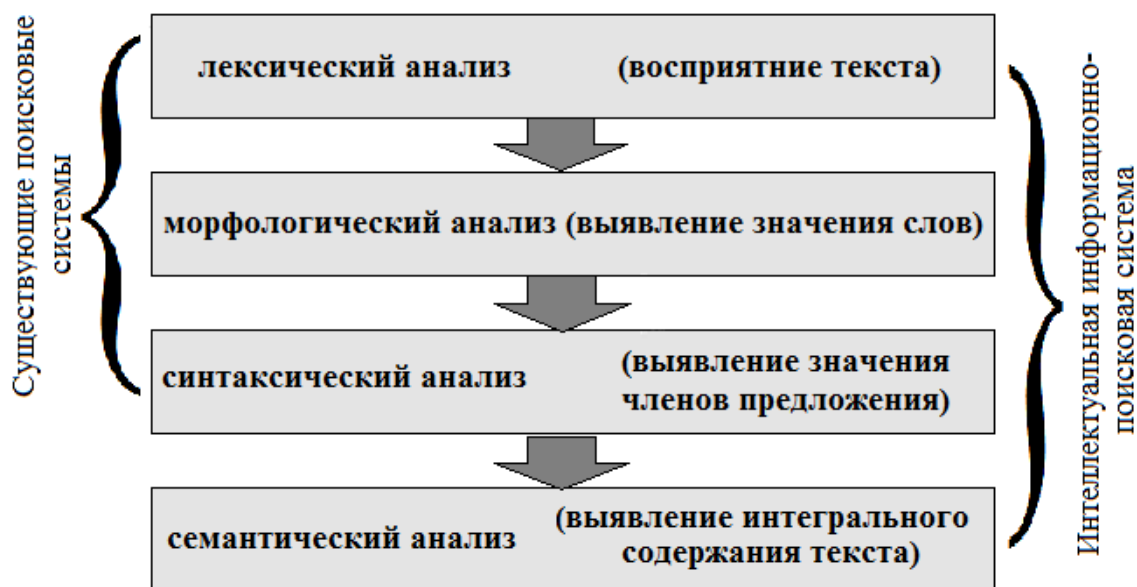 Существующие поисковые
системы
лексический анализ (восприятние текста)
морфологический анализ (выявление значения слов)
синтаксический анализ (выявление значения
членов предложения)
семантический анализ (выявление интегрального
содержания текста)
Интеллектуальная информационно-
поисковая система